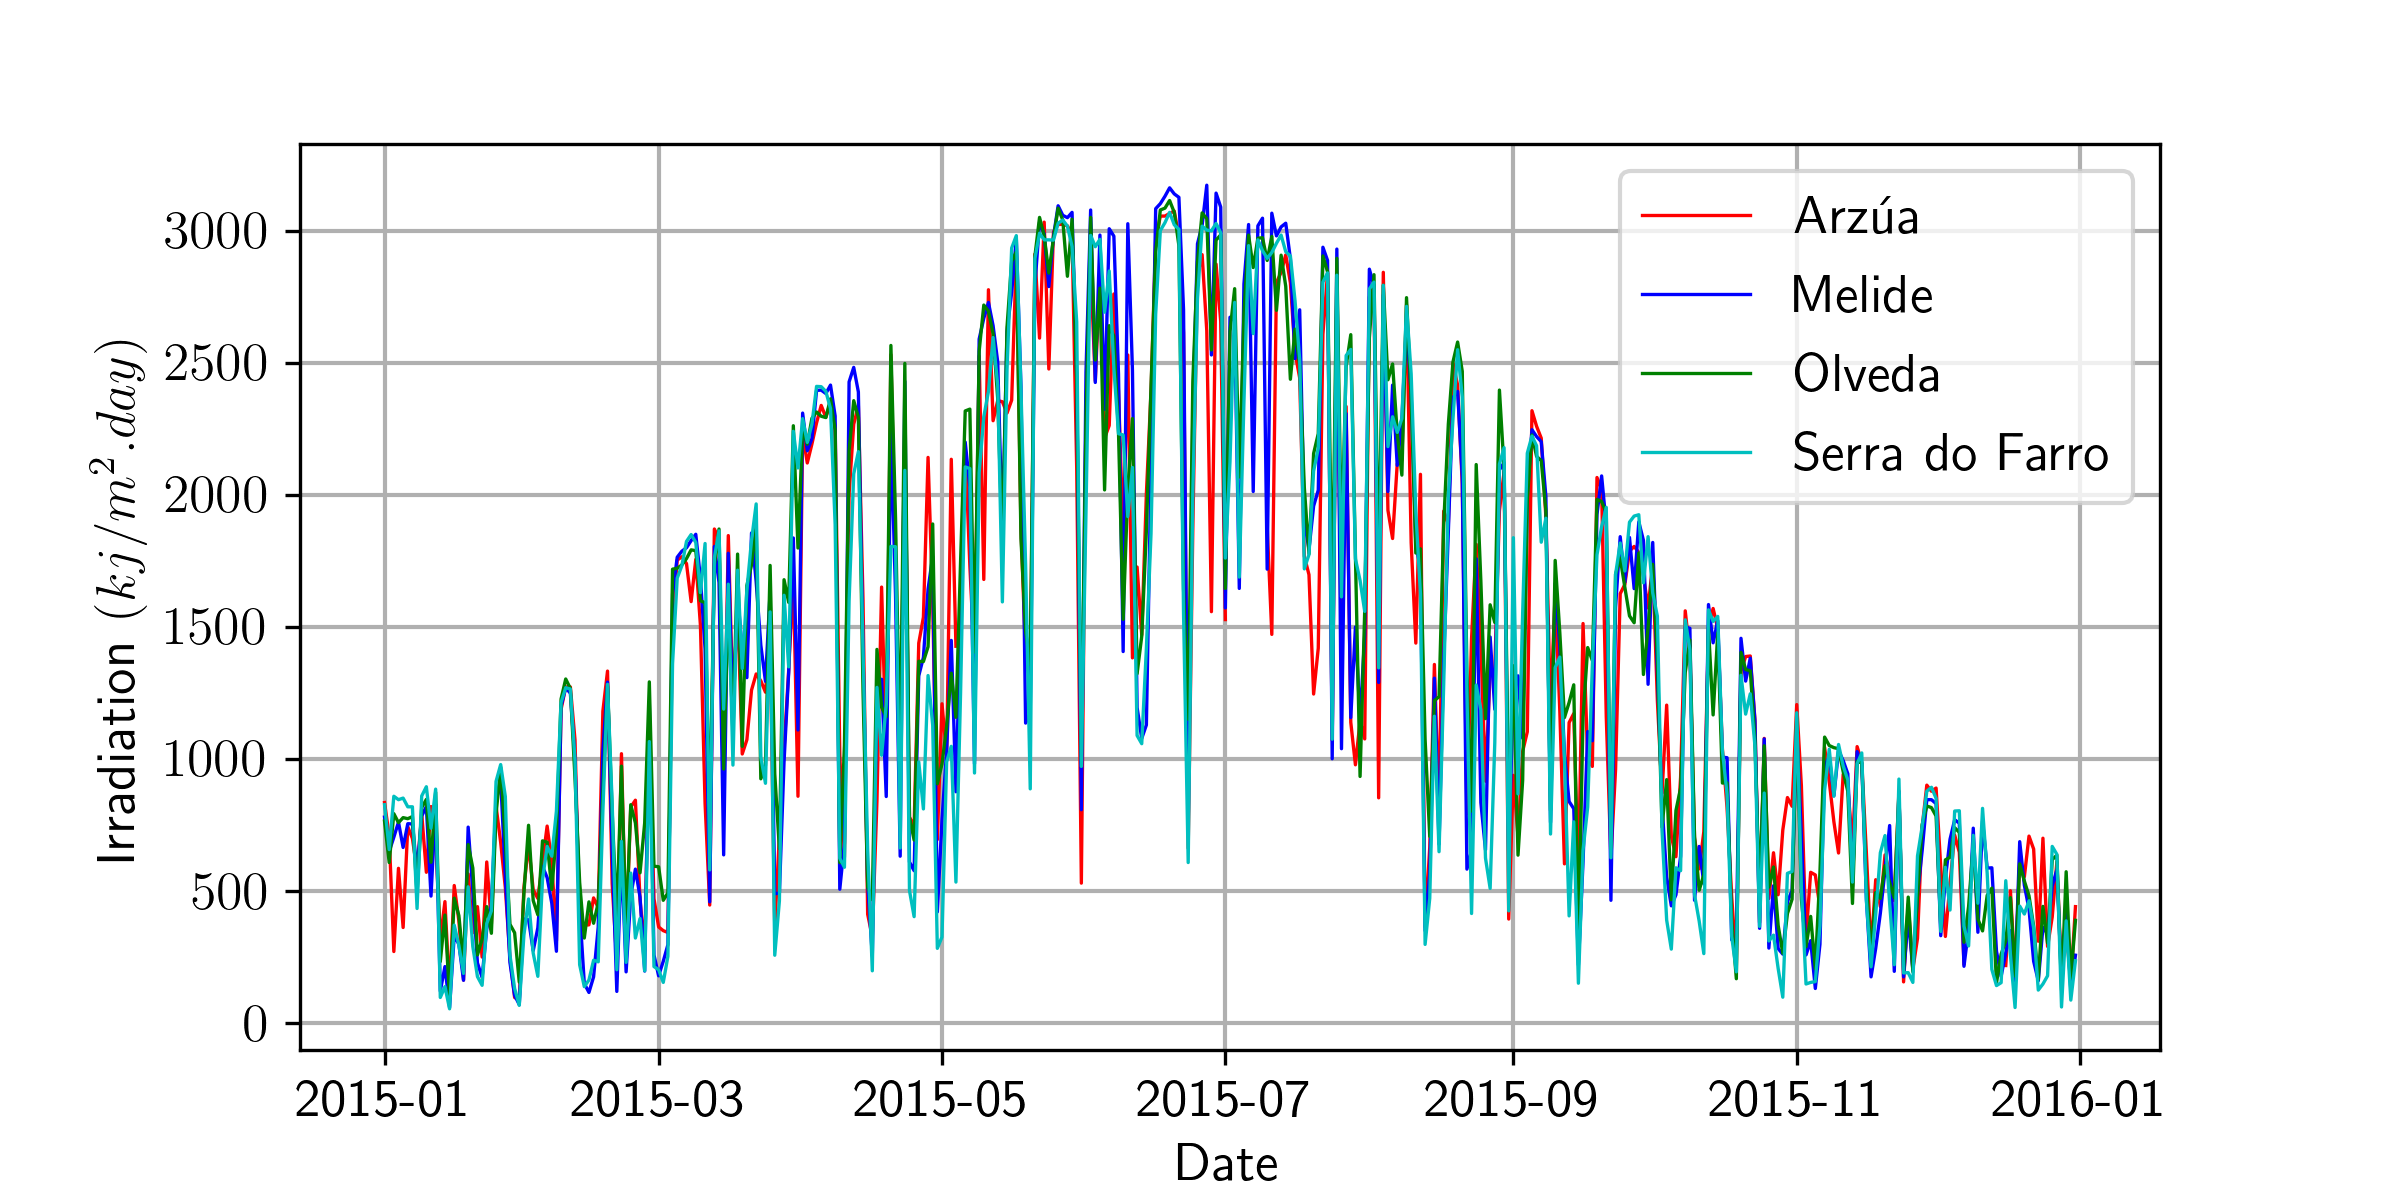 Irradiation (kj/m².day)
3000
2500
2000
1500
1000
500
0
Arzúa
Melide
Olveda
Serra do Farro
2015-01 2015-03 2015-05 2015-07 2015-09 2015-11 2016-01
Date